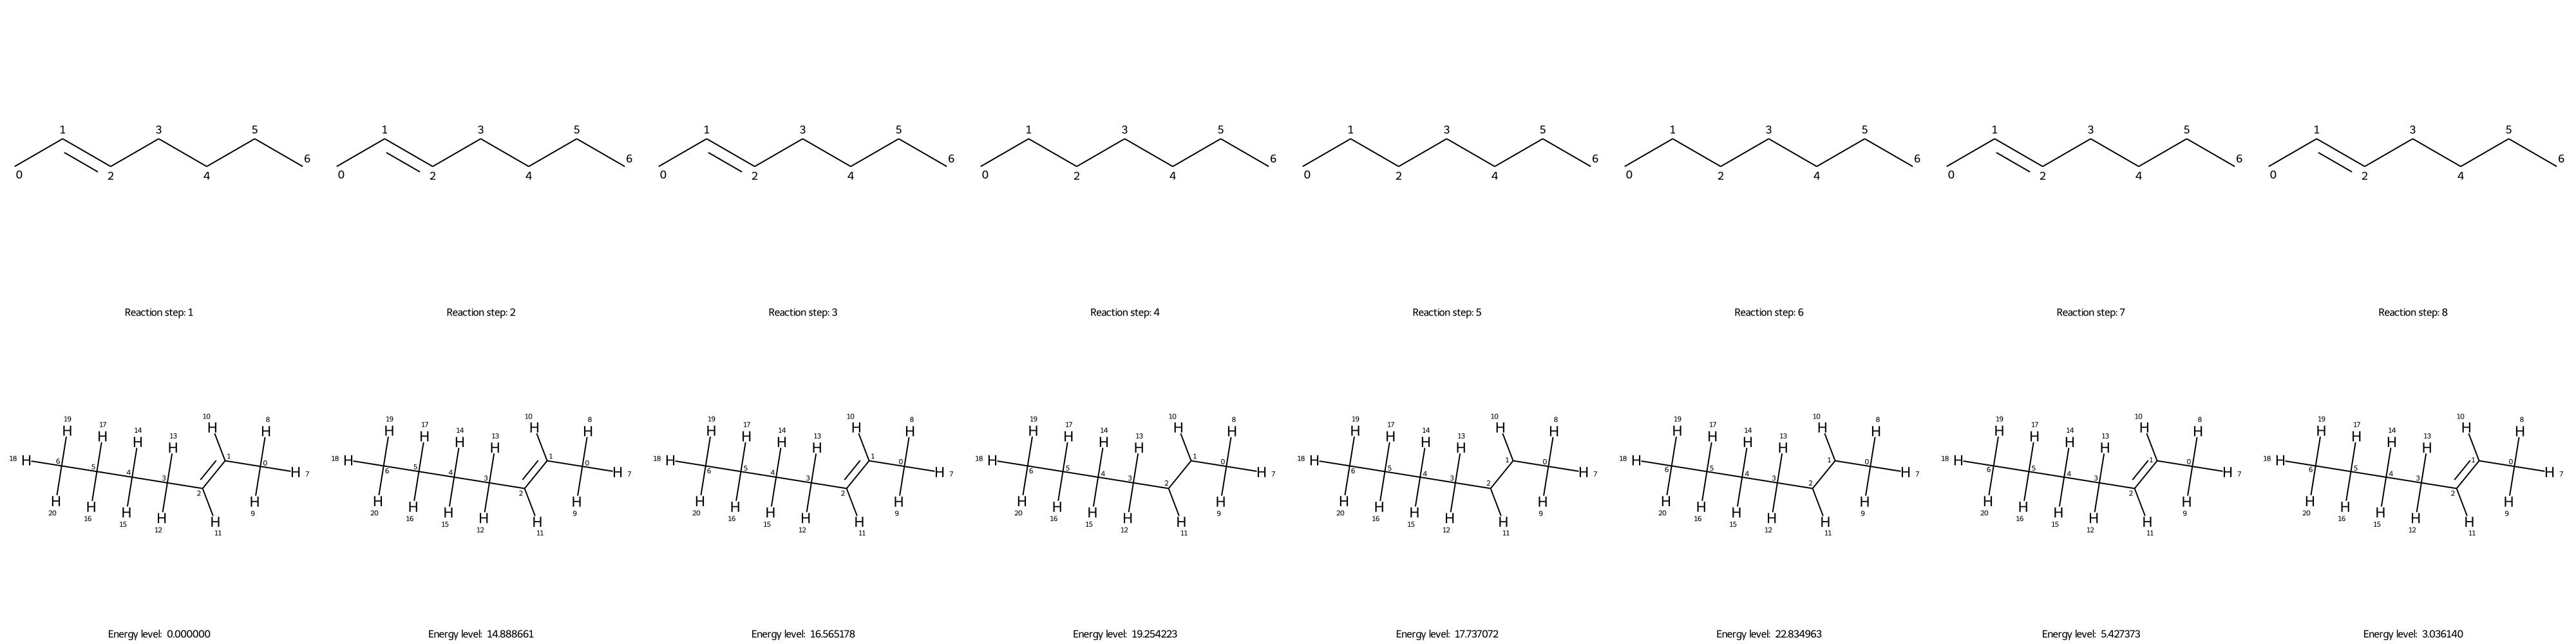 1 3 5 1 3 5 1 3 5 1 3 5 1 3 5 1 3 5 1 3 5 1 3 5
6 6 6 6 6 6 6 6
0 2 4 0 2 4 0 2 4 0 2 4 0 2 4 0 2 4 0 2 4 0 2 4
Reaction step: 1 Reaction step: 2 Reaction step: 3 Reaction step: 4 Reaction step: 5 Reaction step: 6 Reaction step: 7 Reaction step: 8
19 17 14 13 10 8 19 17 14 13 10 8 19 17 14 13 10 8 19 17 14 13 10 8 19 17 14 13 10 8 19 17 14 13 10 8 19 17 14 13 10 8 19 17 14 13 10 8
H H H H H H H H H H H H H H H H H H H H H H H H H H H H H H H H H H H H H H H H H H H H H H H H
18 H 6 5 4 3 2 1 0 H 7 18 H 6 5 4 3 2 1 0 H 7 18 H 6 5 4 3 2 1 0 H 7 18 H 6 5 4 3 2 1 0 H 7 18 H 6 5 4 3 2 1 0 H 7 18 H 6 5 4 3 2 1 0 H 7 18 H 6 5 4 3 2 1 0 H 7 18 H 6 5 4 3 2 1 0 H 7
H H H H H H H H H H H H H H H H H H H H H H H H H H H H H H H H H H H H H H H H H H H H H H H H
20 16 15 12 11 9 20 16 15 12 11 9 20 16 15 12 11 9 20 16 15 12 11 9 20 16 15 12 11 9 20 16 15 12 11 9 20 16 15 12 11 9 20 16 15 12 11 9
Energy level: 0.000000 Energy level: 14.888661 Energy level: 16.565178 Energy level: 19.254223 Energy level: 17.737072 Energy level: 22.834963 Energy level: 5.427373 Energy level: 3.036140